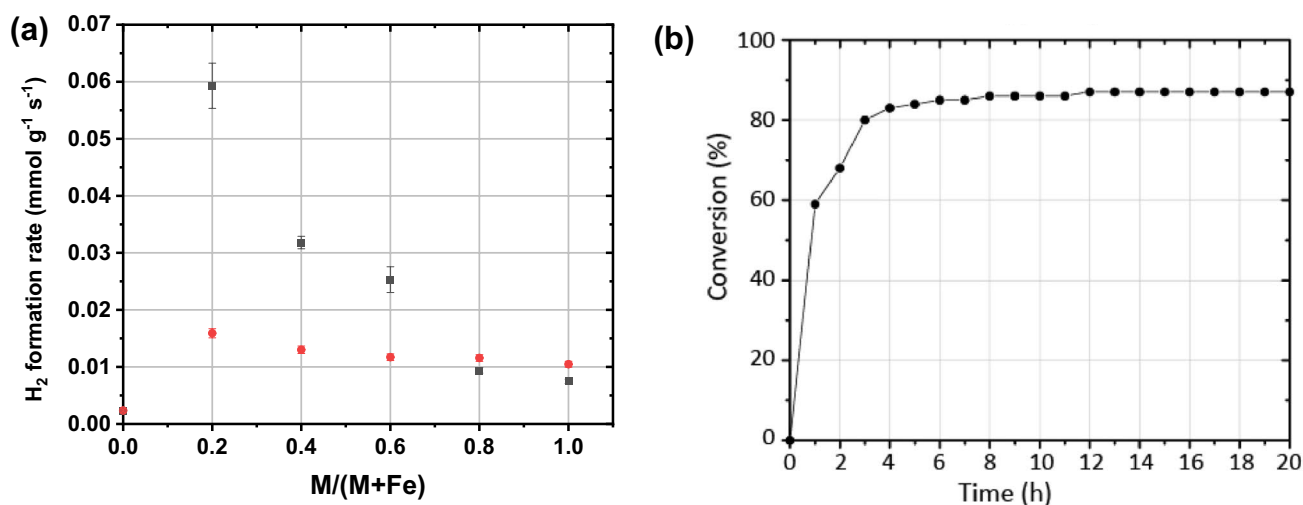 (a)
H₂ formation rate (mmol g⁻¹ s⁻¹)
0.07
0.06
0.05
0.04
0.03
0.02
0.01
0.00
0.0 0.2 0.4 0.6 0.8 1.0
M/(M+Fe)
(b)
Conversion (%)
100
80
60
40
20
0
0 2 4 6 8 10 12 14 16 18 20
Time (h)